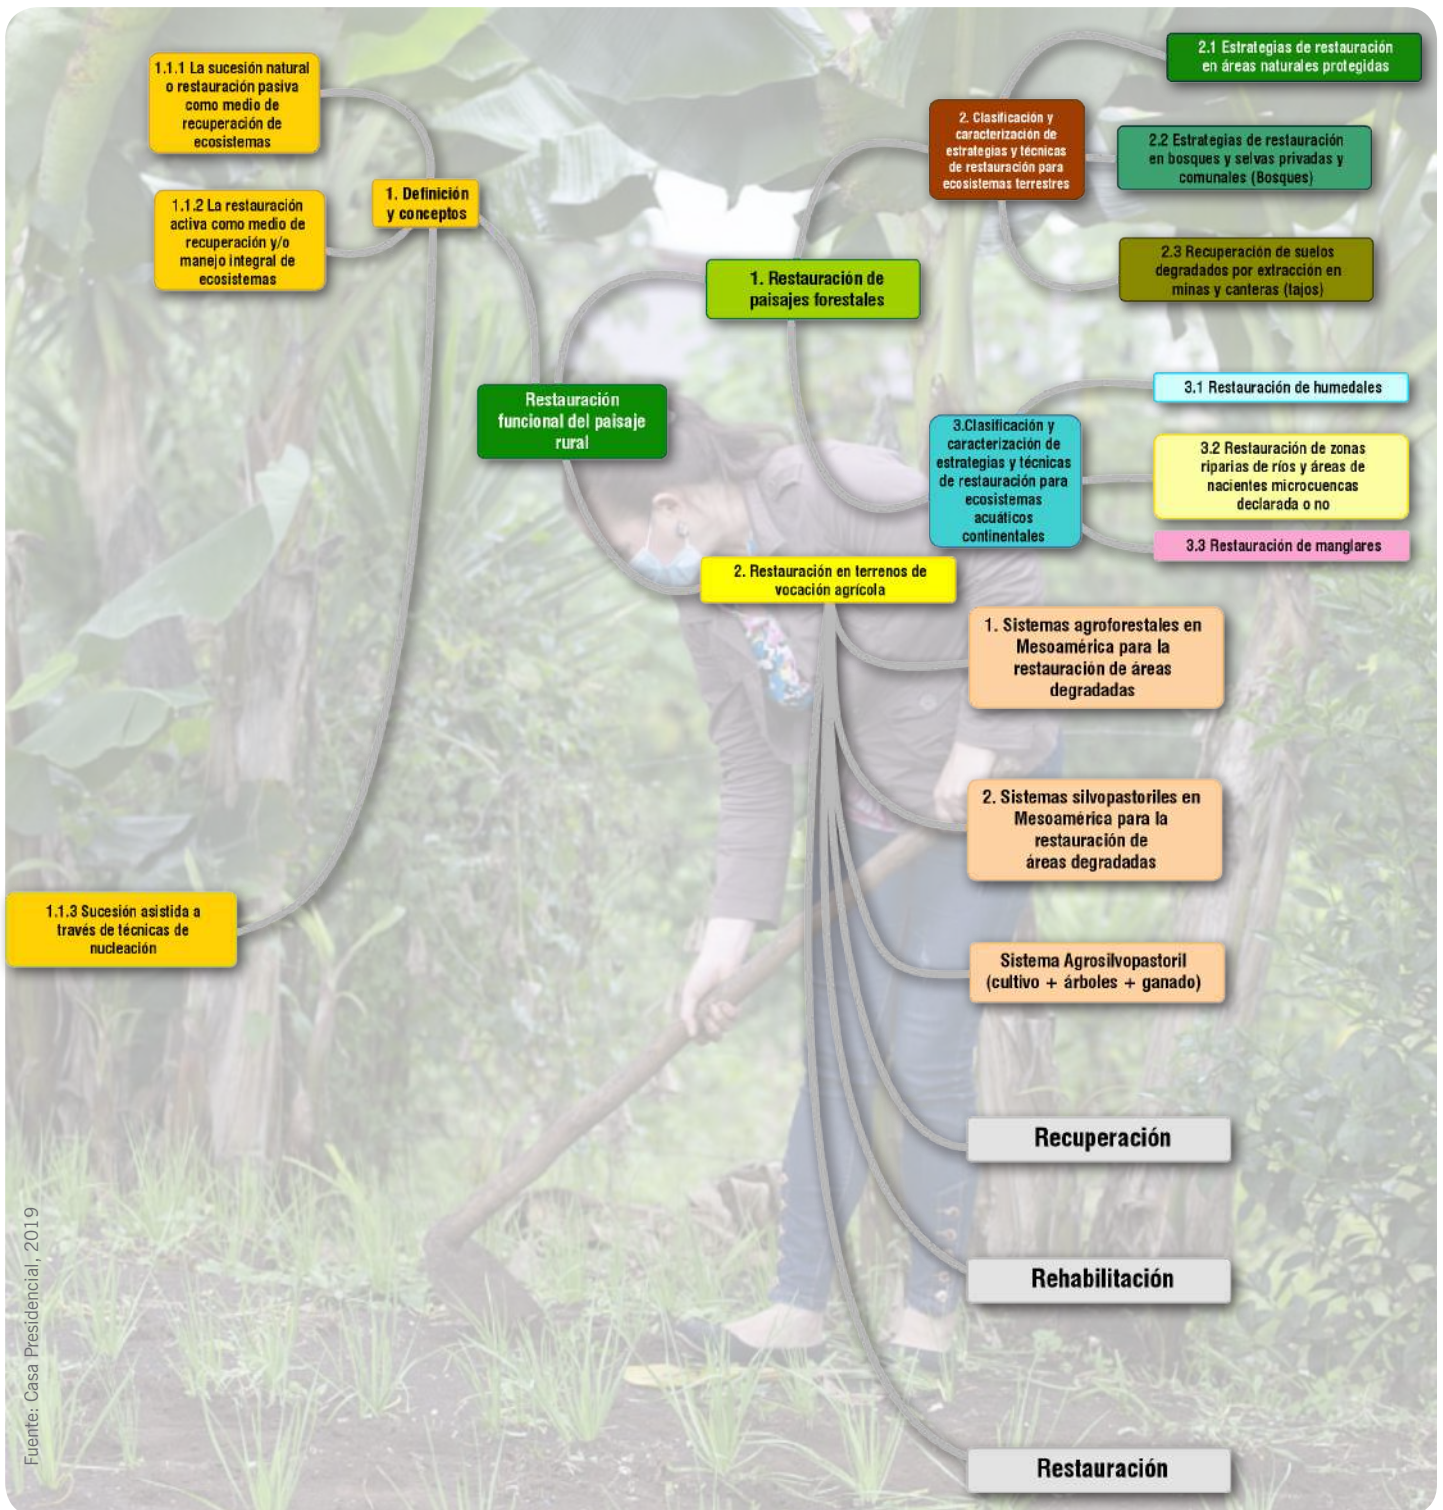 1.1.1 La sucesión natural
o restauración pasiva
como medio de
recuperación de
ecosistemas
1.1.2 La restauración
activa como medio de
recuperación y/o
manejo integral de
ecosistemas
1. Definición
y conceptos
1.1.3 Sucesión asistida a
través de técnicas de
nucleación
Restauración
funcional del paisaje
rural
1. Restauración de
paisajes forestales
2. Clasificación y
caracterización de
estrategias y técnicas
de restauración para
ecosistemas terrestres
2.1 Estrategias de restauración
en áreas naturales protegidas
2.2 Estrategias de restauración
en bosques y selvas privadas y
comunales (Bosques)
2.3 Recuperación de suelos
degradados por extracción en
minas y canteras (tajos)
3.Clasificación y
caracterización de
estrategias y técnicas
de restauración para
ecosistemas
acuáticos
continentales
3.1 Restauración de humedales
3.2 Restauración de zonas
riparias de ríos y áreas de
nacientes microcuencas
declarada o no
3.3 Restauración de manglares
2. Restauración en terrenos de
vocación agrícola
1. Sistemas agroforestales en
Mesoamérica para la
restauración de áreas
degradadas
2. Sistemas silvopastoriles en
Mesoamérica para la
restauración de
áreas degradadas
Sistema Agrosilvopastoril
(cultivo + árboles + ganado)
Recuperación
Rehabilitación
Restauración
Fuente: Casa Presidencial, 2019